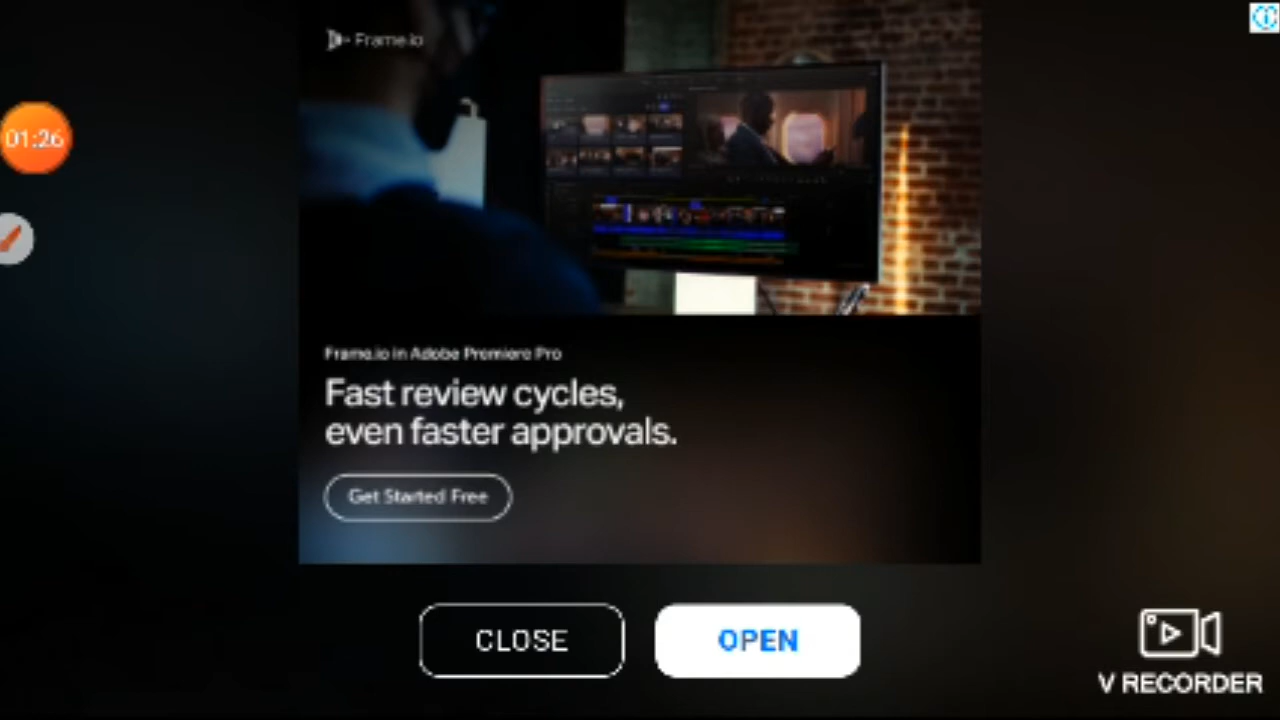 Frame.io
01:26
Frame.io in Adobe Premiere Pro
Fast review cycles,
even faster approvals.
Get Started Free
CLOSE
OPEN
V RECORDER